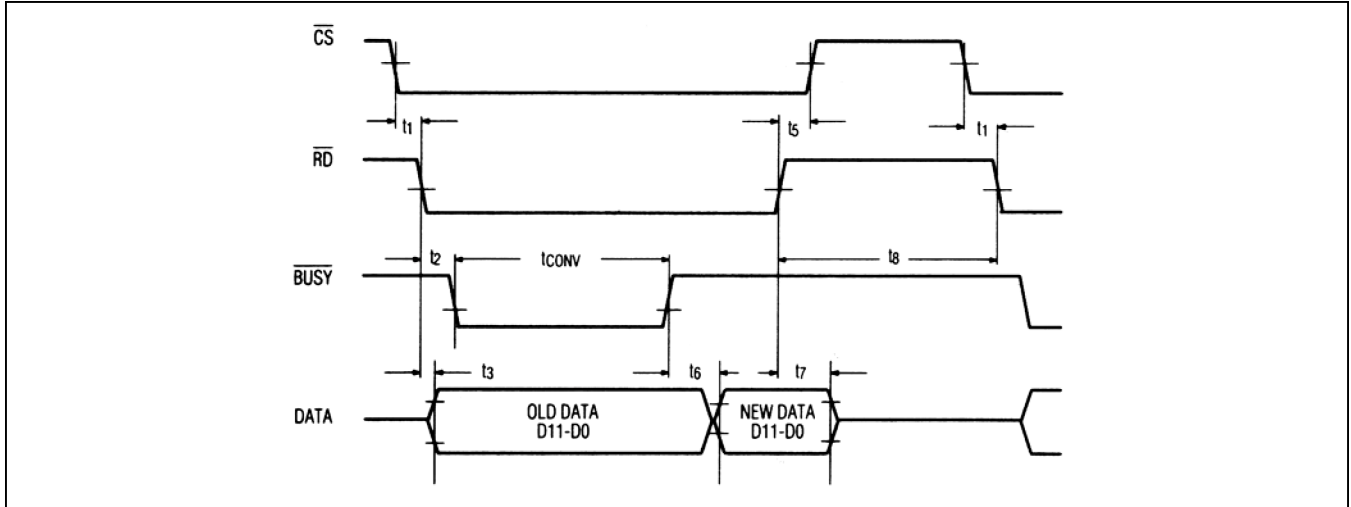 CS
t1
t5
t1
RD
t2
tCONV
t8
BUSY
t3
t6
t7
DATA
OLD DATA
D11-D0
NEW DATA
D11-D0